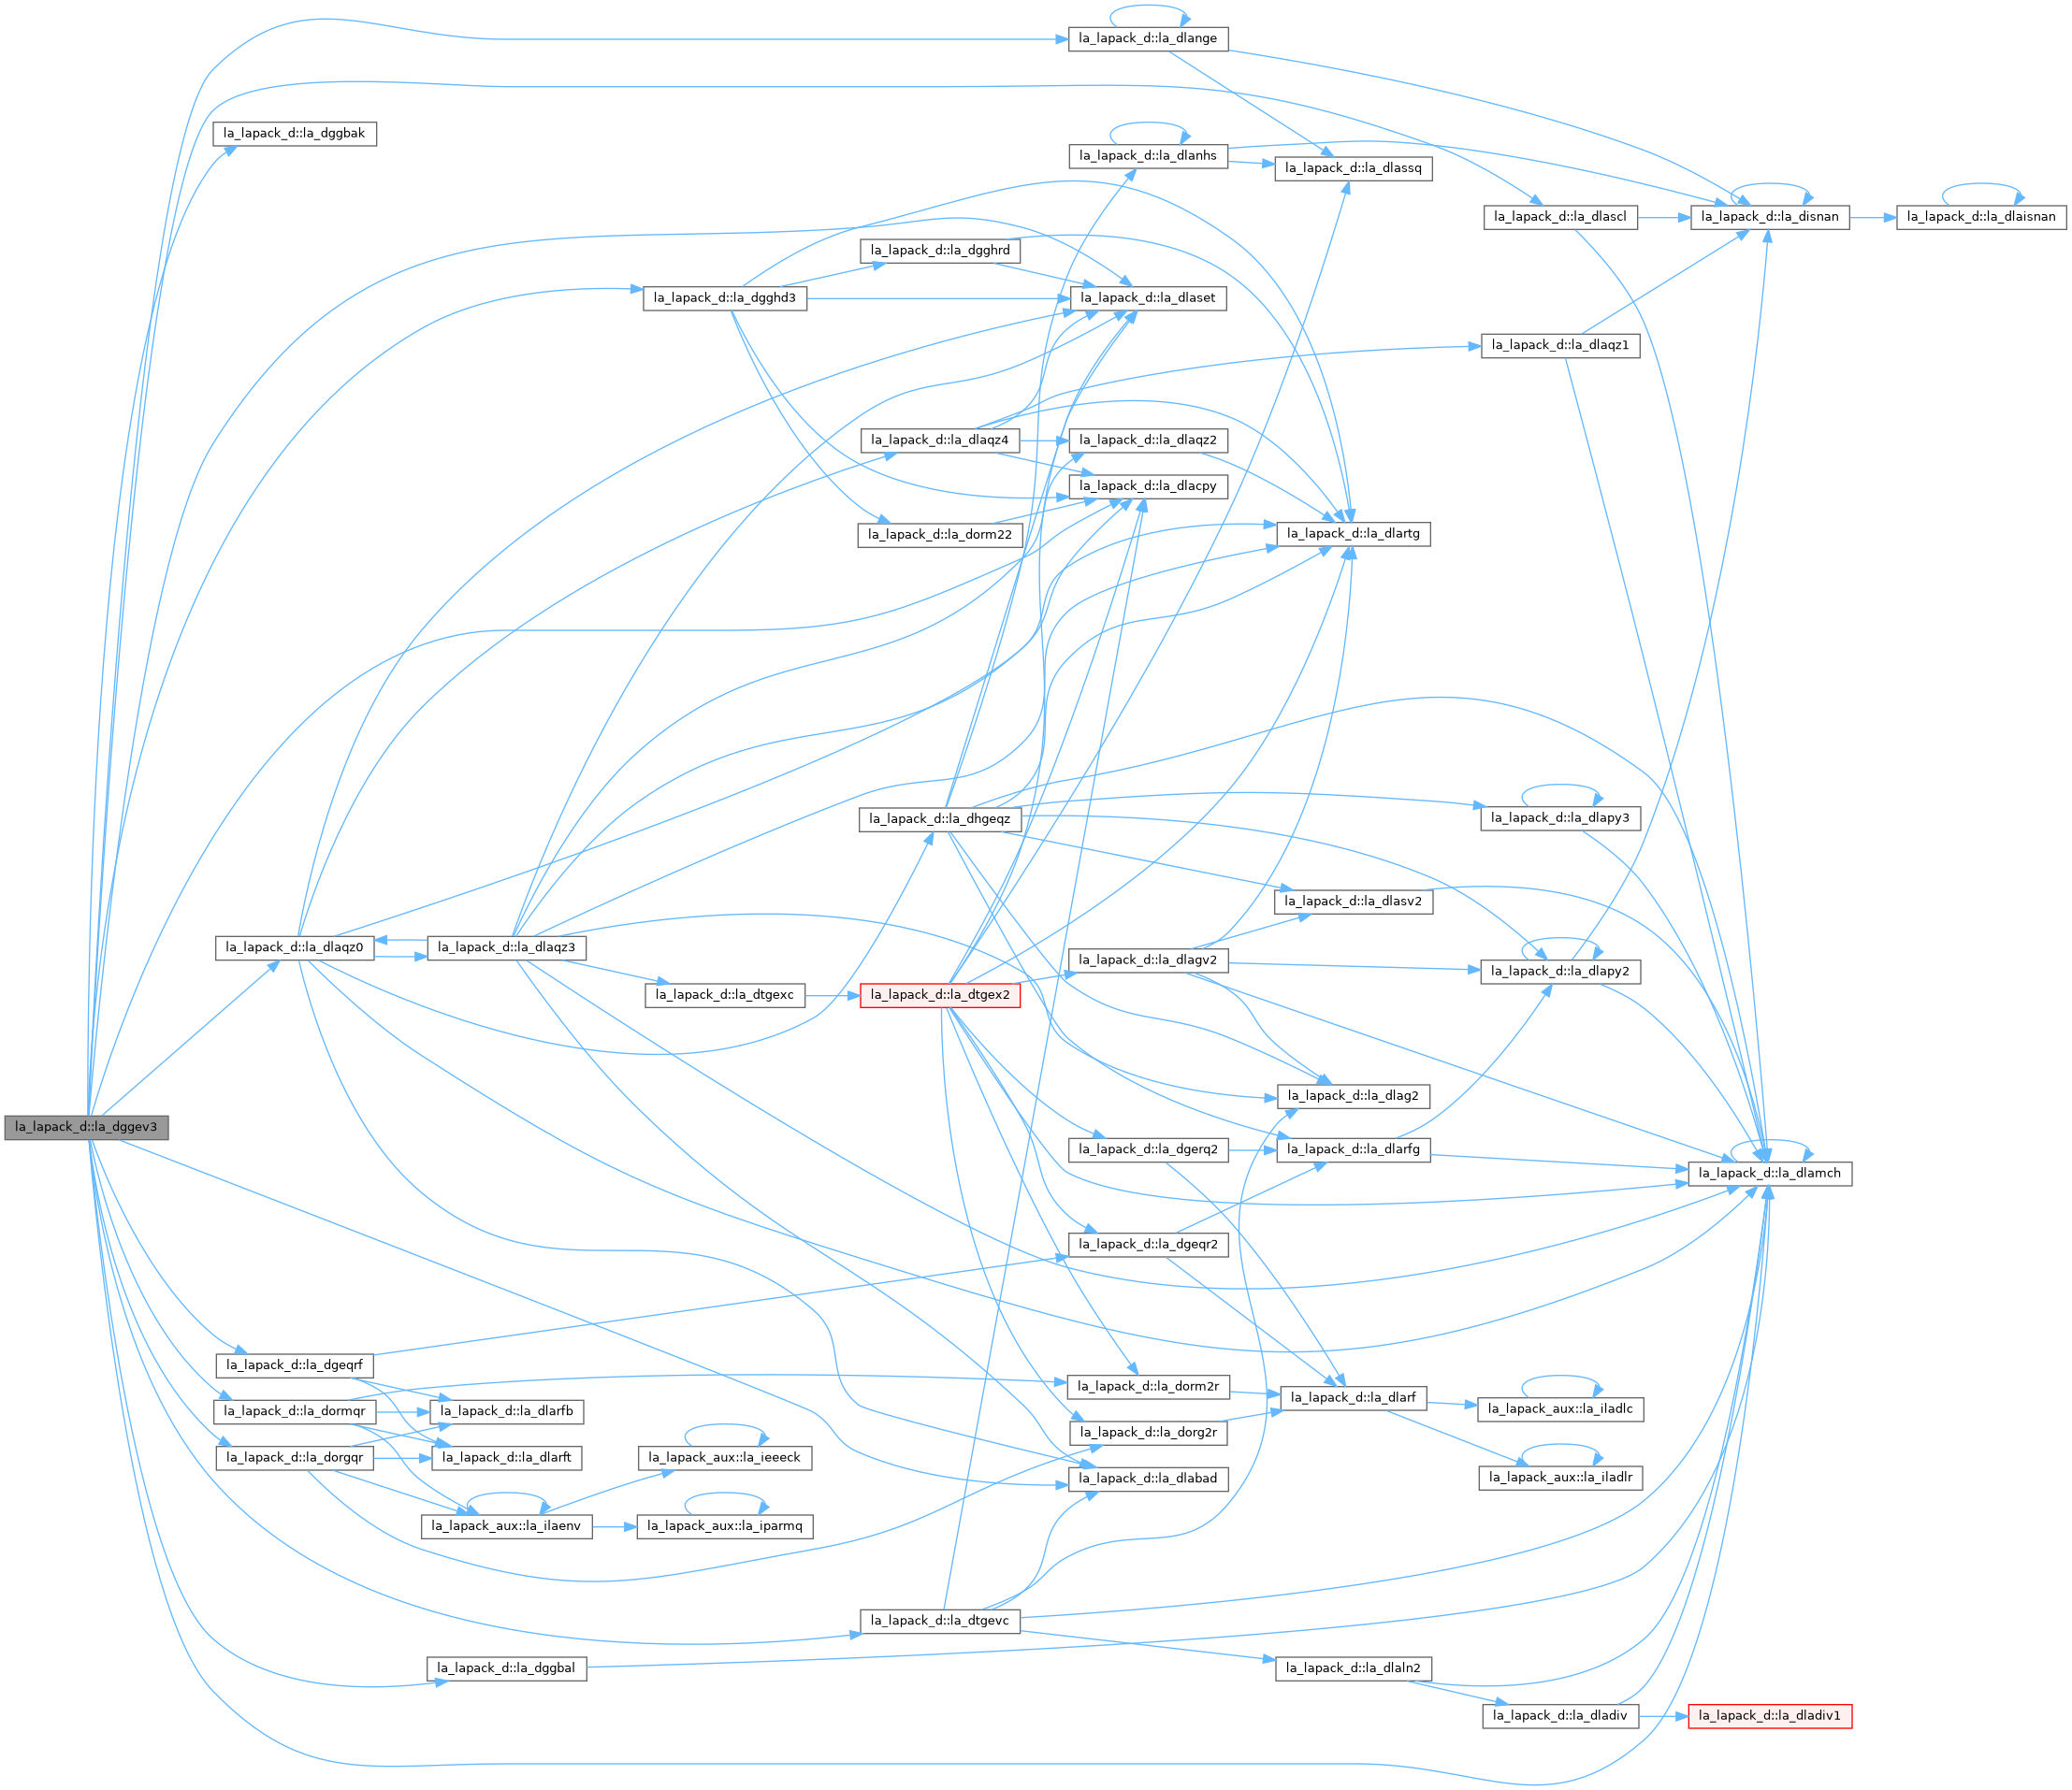 la_lapack_d::la_dlange
la_lapack_d::la_dggbak
la_lapack_d::la_dlanhs
la_lapack_d::la_dlassq
la_lapack_d::la_dlascl
la_lapack_d::la_disnan
la_lapack_d::la_dlaisnan
la_lapack_d::la_dgghrd
la_lapack_d::la_dgghd3
la_lapack_d::la_dlaset
la_lapack_d::la_dlaqz1
la_lapack_d::la_dlaqz4
la_lapack_d::la_dlaqz2
la_lapack_d::la_dlacpy
la_lapack_d::la_dorm22
la_lapack_d::la_dlartg
la_lapack_d::la_dhgeqz
la_lapack_d::la_dlapy3
la_lapack_d::la_dlasv2
la_lapack_d::la_dlaqz0
la_lapack_d::la_dlaqz3
la_lapack_d::la_dlagv2
la_lapack_d::la_dlapy2
la_lapack_d::la_dtgexc
la_lapack_d::la_dtgex2
la_lapack_d::la_dlag2
la_lapack_d::la_dggev3
la_lapack_d::la_dgerq2
la_lapack_d::la_dlarfg
la_lapack_d::la_dlamch
la_lapack_d::la_dgeqr2
la_lapack_d::la_dgeqrf
la_lapack_d::la_dorm2r
la_lapack_d::la_dlarf
la_lapack_d::la_dormqr
la_lapack_d::la_dlarfb
la_lapack_aux::la_iladlc
la_lapack_d::la_dorg2r
la_lapack_d::la_dorgqr
la_lapack_d::la_dlarft
la_lapack_aux::la_ieeeck
la_lapack_d::la_dlabad
la_lapack_aux::la_iladlr
la_lapack_aux::la_ilaenv
la_lapack_aux::la_iparmq
la_lapack_d::la_dtgevc
la_lapack_d::la_dggbal
la_lapack_d::la_dlaln2
la_lapack_d::la_dladiv
la_lapack_d::la_dladiv1